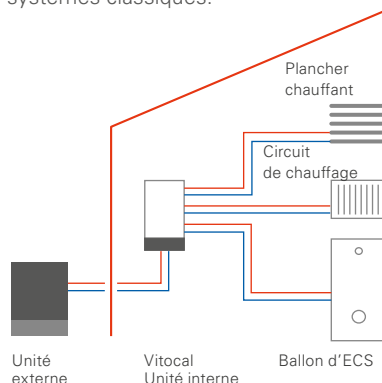 systèmes classiques.
Plancher
chauffant
Circuit
de chauffage
Unité
externe
Vitocal
Unité interne
Ballon d'ECS